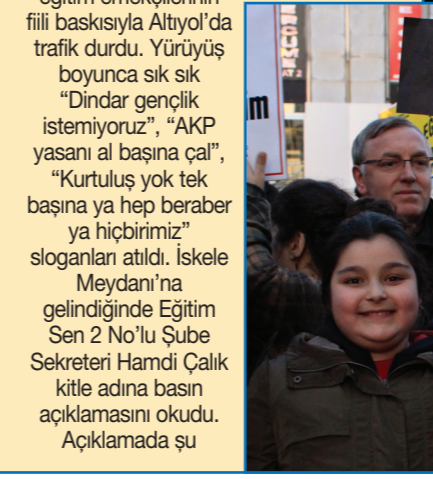 eğitim emekçilerinin
fiili baskısıyla Altıyol’da
trafik durdu. Yürüyüş
boyunca sık sık
“Dindar gençlik
istemiyoruz”, “AKP
yasanı al başına çal”,
“Kurtuluş yok tek
başına ya hep beraber
ya hiçbirimiz”
sloganları atıldı. İskele
Meydanı’na
gelindiğinde Eğitim
Sen 2 No’lu Şube
Sekreteri Hamdi Çalık
kitle adına basın
açıklamasını okudu.
Açıklamada şu